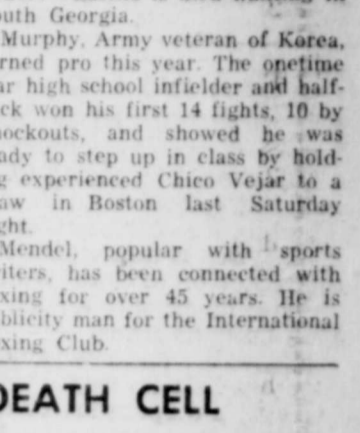 outh Georgia.
Murphy, Army veteran of Korea,
rned pro this year. The onetime
ar high school infielder and half-
ck won his first 14 fights, 10 by
nockouts, and showed he was
ady to step up in class by hold-
g experienced Chico Vejar to a
aw in Boston last Saturday
ght.
Mendel, popular with sports
iters, has been connected with
xing for over 45 years. He is
blicity man for the International
xing Club.
DEATH CELL